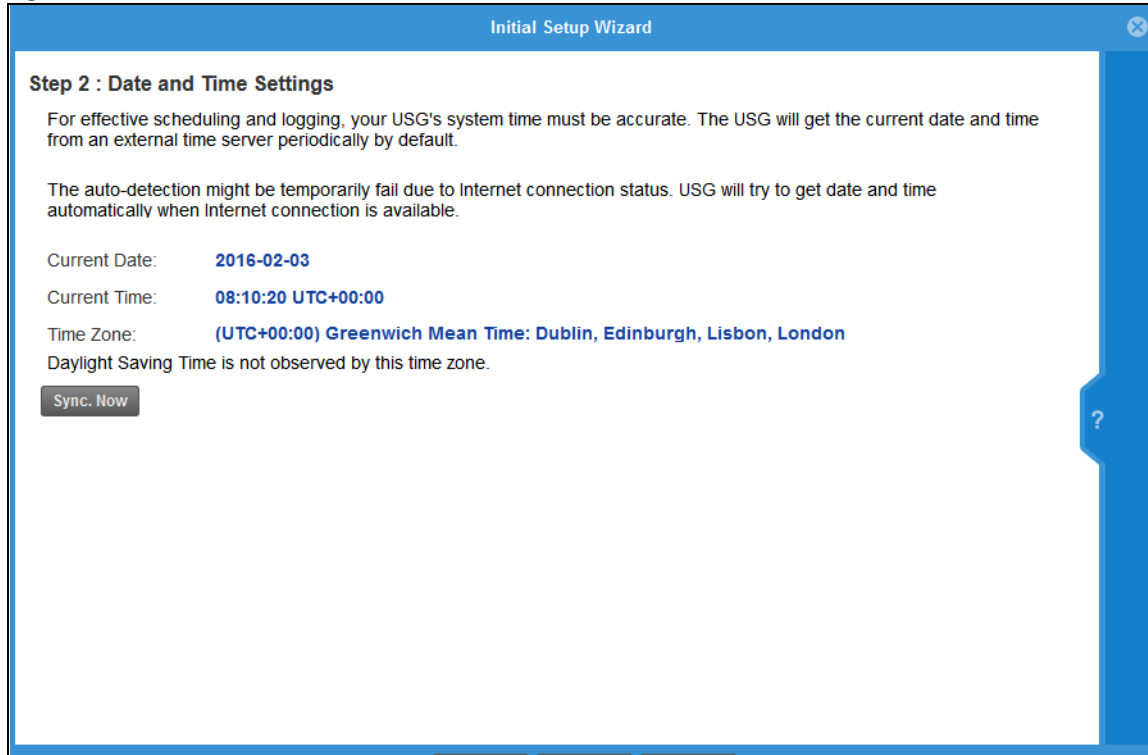 Initial Setup Wizard
Step 2 : Date and Time Settings
For effective scheduling and logging, your USG's system time must be accurate. The USG will get the current date and time
from an external time server periodically by default.
The auto-detection might be temporarily fail due to Internet connection status. USG will try to get date and time
automatically when Internet connection is available.
Current Date: 2016-02-03
Current Time: 08:10:20 UTC+00:00
Time Zone: (UTC+00:00) Greenwich Mean Time: Dublin, Edinburgh, Lisbon, London
Daylight Saving Time is not observed by this time zone.
Sync. Now
?